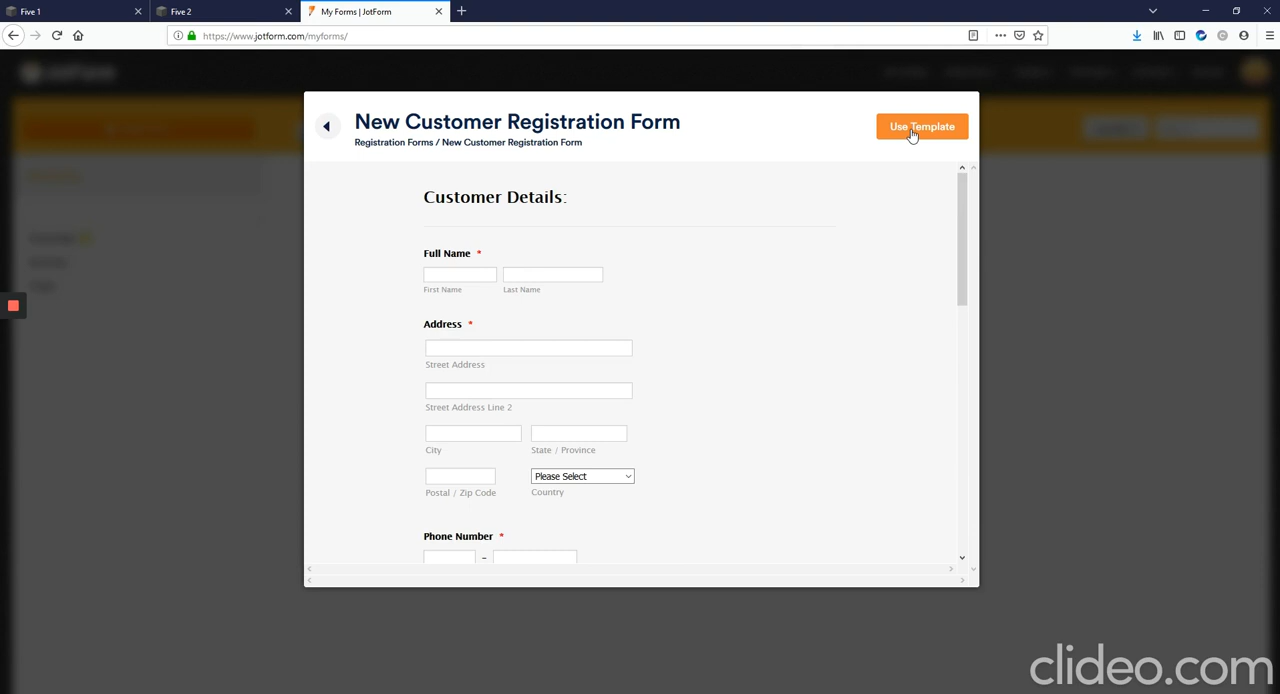 Five 1
Five 2
My Forms | JotForm
https://www.jotform.com/myforms/
New Customer Registration Form
Registration Forms / New Customer Registration Form
Use Template
Customer Details:
Full Name *
First Name
Last Name
Address *
Street Address
Street Address Line 2
City
State / Province
Please Select
Postal / Zip Code
Country
Phone Number *
-
clideo.com